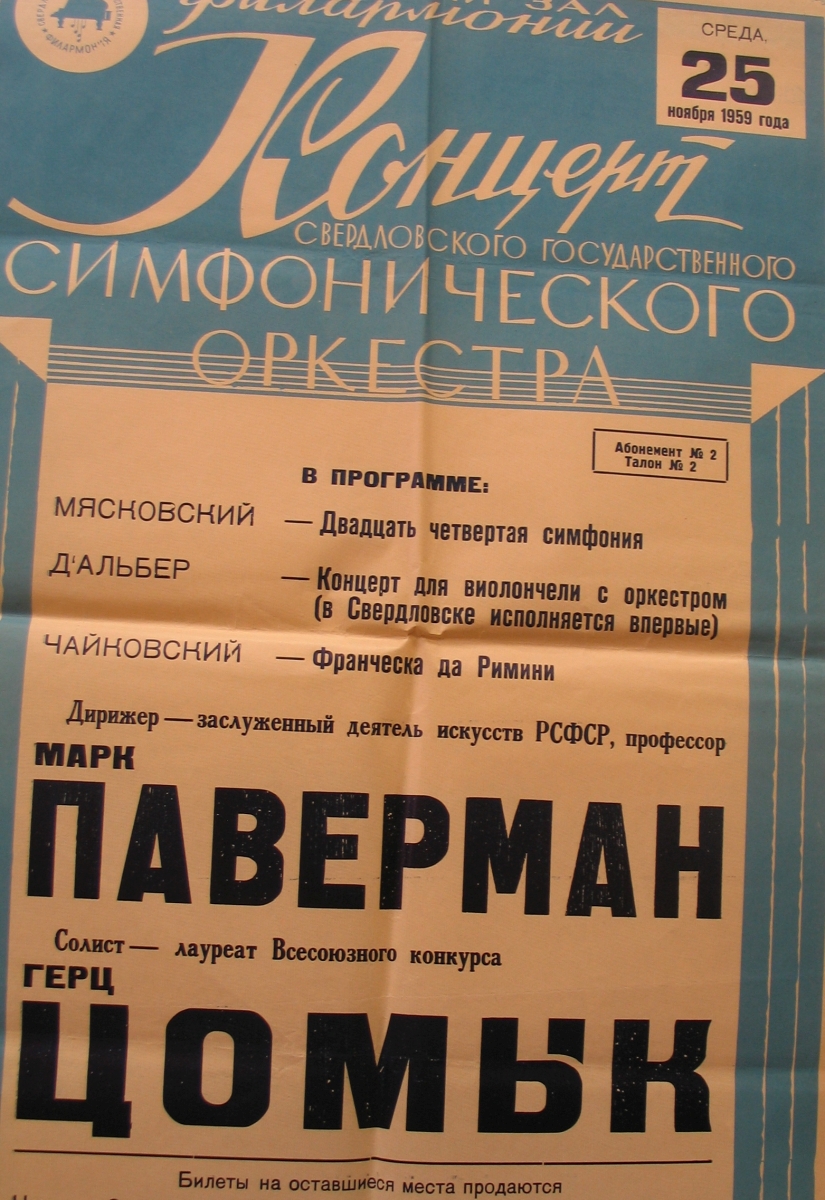 ФИЛАРМОНИЯ
ЗАЛ
филармонии
СРЕДА,
25
ноября 1959 года
Концерт
СВЕРДЛОВСКОГО ГОСУДАРСТВЕННОГО
СИМФОНИЧЕСКОГО
ОРКЕСТРА
Абонемент № 2
Талон № 2
В ПРОГРАММЕ:
МЯСКОВСКИЙ — Двадцать четвертая симфония
Д'АЛЬБЕР — Концерт для виолончели с оркестром
(в Свердловске исполняется впервые)
ЧАЙКОВСКИЙ — Франческа да Римини
Дирижер — заслуженный деятель искусств РСФСР, профессор
МАРК
ПАВЕРМАН
Солист — лауреат Всесоюзного конкурса
ГЕРЦ
ЦОМЫК
Билеты на оставшиеся места продаются